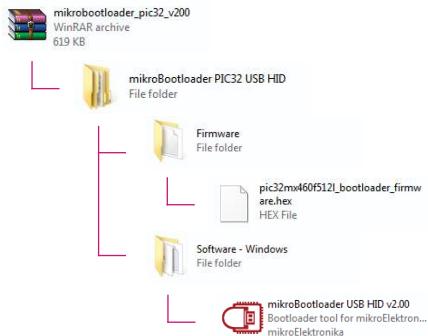 mikrobootloader_pic32_v200
WinRAR archive
619 KB
mikroBootloader PIC32 USB HID
File folder
Firmware
File folder
pic32mx460f512l_bootloader_firmw
are.hex
HEX File
Software - Windows
File folder
mikroBootloader USB HID v2.00
Bootloader tool for mikroElektron...
mikroElektronika